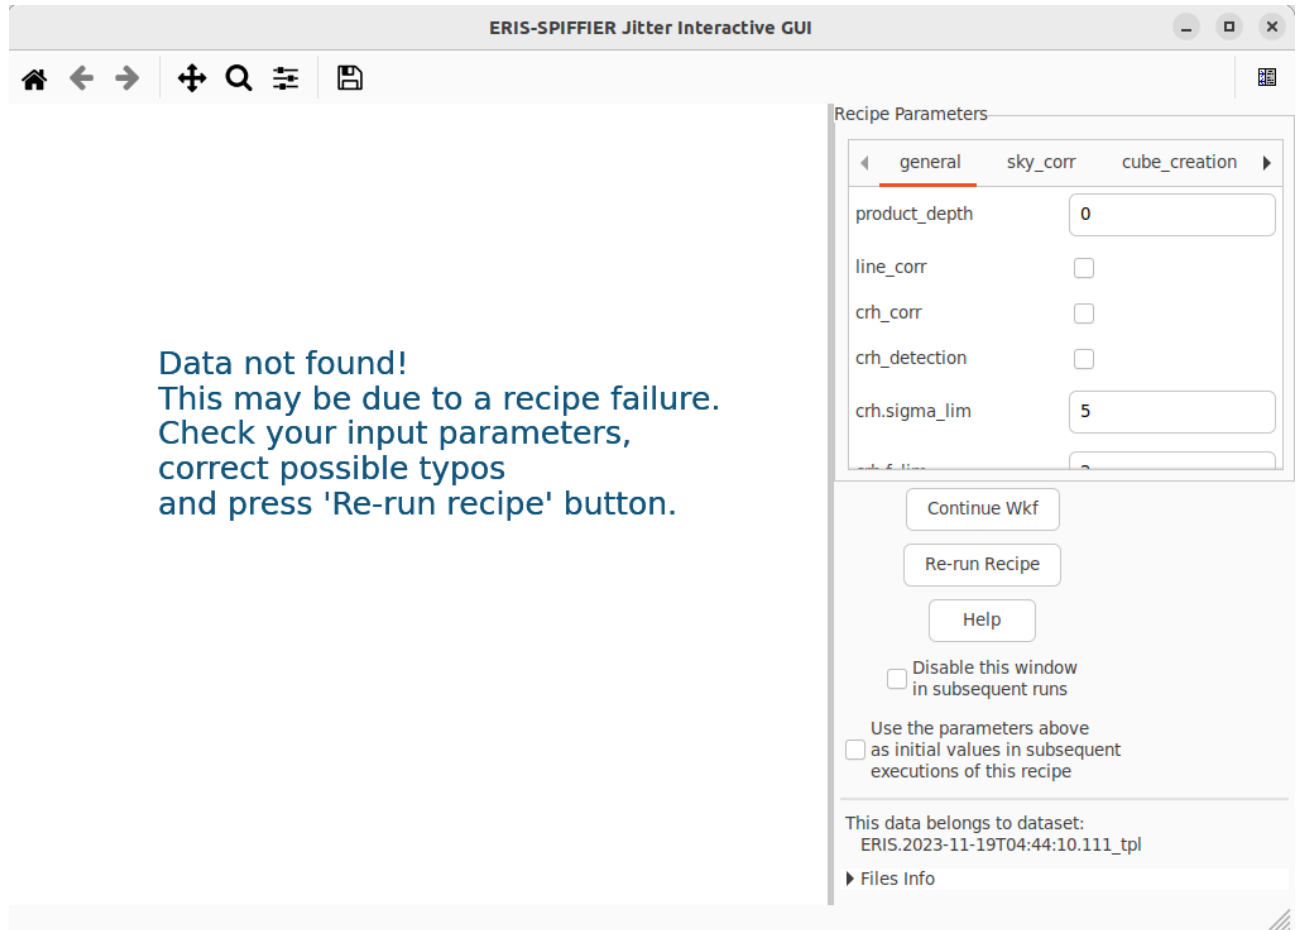 ERIS-SPIFFIER Jitter Interactive GUI
Recipe Parameters
general sky_corr cube_creation
product_depth 0
line_corr
crh_corr
crh_detection
crh.sigma_lim 5
Data not found!
This may be due to a recipe failure.
Check your input parameters,
correct possible typos
and press 'Re-run recipe' button.
Continue Wkf
Re-run Recipe
Help
Disable this window
in subsequent runs
Use the parameters above
as initial values in subsequent
executions of this recipe
This data belongs to dataset:
ERIS.2023-11-19T04:44:10.111_tpl
Files Info